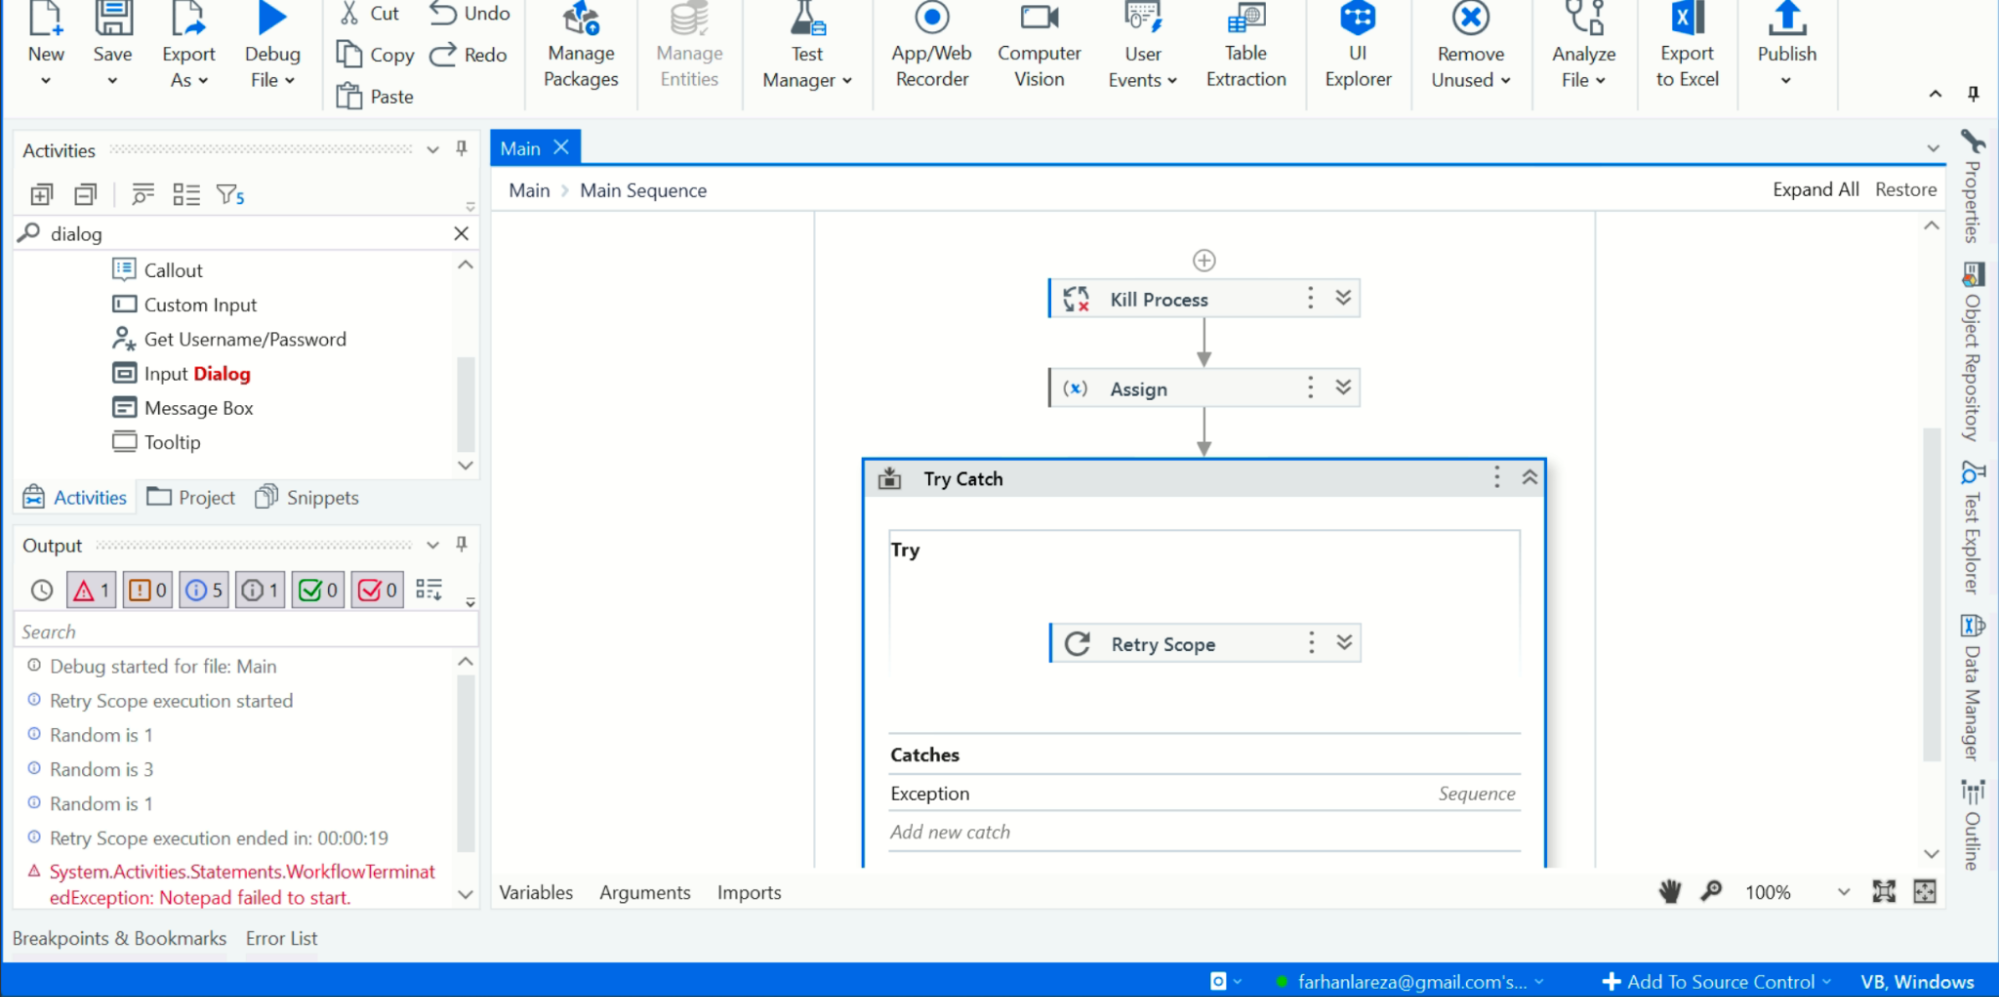 New
Save
Export
As
Debug
File
Cut
Copy
Paste
Undo
Redo
Manage
Packages
Manage
Entities
Test
Manager
App/Web
Recorder
Computer
Vision
User
Events
Table
Extraction
UI
Explorer
Remove
Unused
Analyze
File
Export
to Excel
Publish
Activities
5
dialog
Callout
Custom Input
Get Username/Password
Input Dialog
Message Box
Tooltip
Activities
Project
Snippets
Output
1
0
5
1
0
0
Search
Debug started for file: Main
Retry Scope execution started
Random is 1
Random is 3
Random is 1
Retry Scope execution ended in: 00:00:19
System.Activities.Statements.WorkflowTerminat
edException: Notepad failed to start.
Breakpoints & Bookmarks
Error List
Main
Main > Main Sequence
Expand All
Restore
Kill Process
(x) Assign
Try Catch
Try
Retry Scope
Catches
Exception
Sequence
Add new catch
Variables
Arguments
Imports
100%
Properties
Object Repository
Test Explorer
Data Manager
Outline
farhanlareza@gmail.com's...
Add To Source Control
VB, Windows